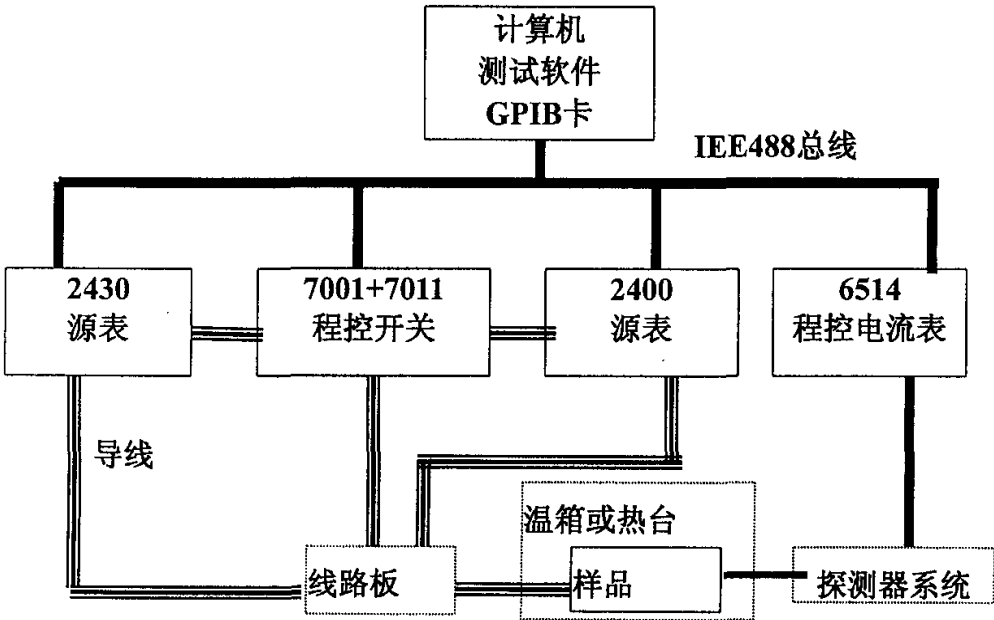 计算机
测试软件
GPIB卡
IEE488总线
2430
源表
7001+7011
程控开关
2400
源表
6514
程控电流表
导线
温箱或热台
线路板
样品
探测器系统